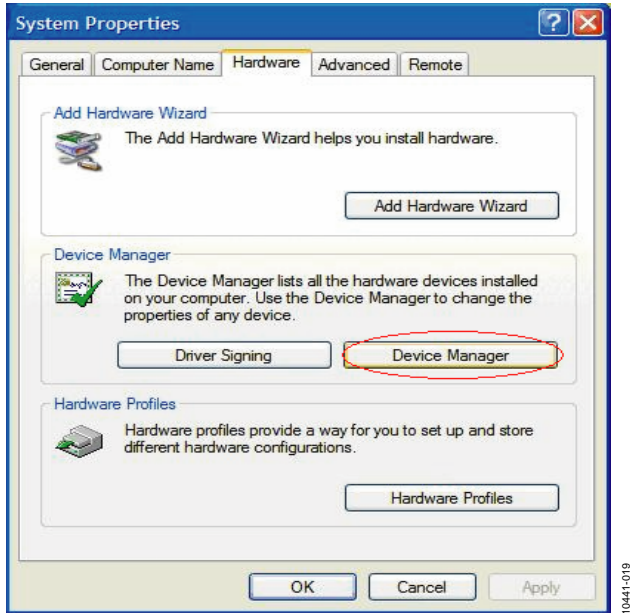 System Properties
General
Computer Name
Hardware
Advanced
Remote
Add Hardware Wizard
The Add Hardware Wizard helps you install hardware.
Add Hardware Wizard
Device Manager
The Device Manager lists all the hardware devices installed
on your computer. Use the Device Manager to change the
properties of any device.
Driver Signing
Device Manager
Hardware Profiles
Hardware profiles provide a way for you to set up and store
different hardware configurations.
Hardware Profiles
OK
Cancel
Apply
0441-019